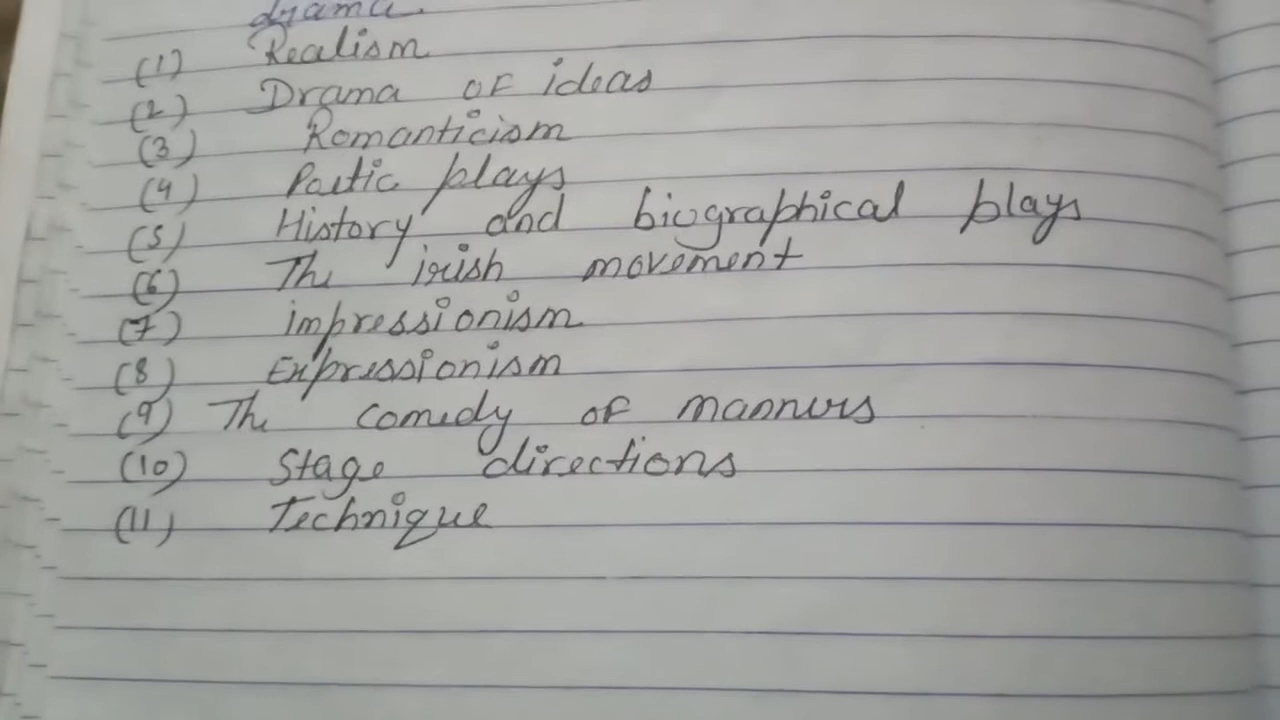 drama.
(1) Realism
(2) Drama of ideas
(3) Romanticism
(4) Poetic plays
(5) History and biographical plays
(6) The irish movement
(7) impressionism
(8) Expressionism
(9) The comedy of manners
(10) Stage directions
(11) Technique